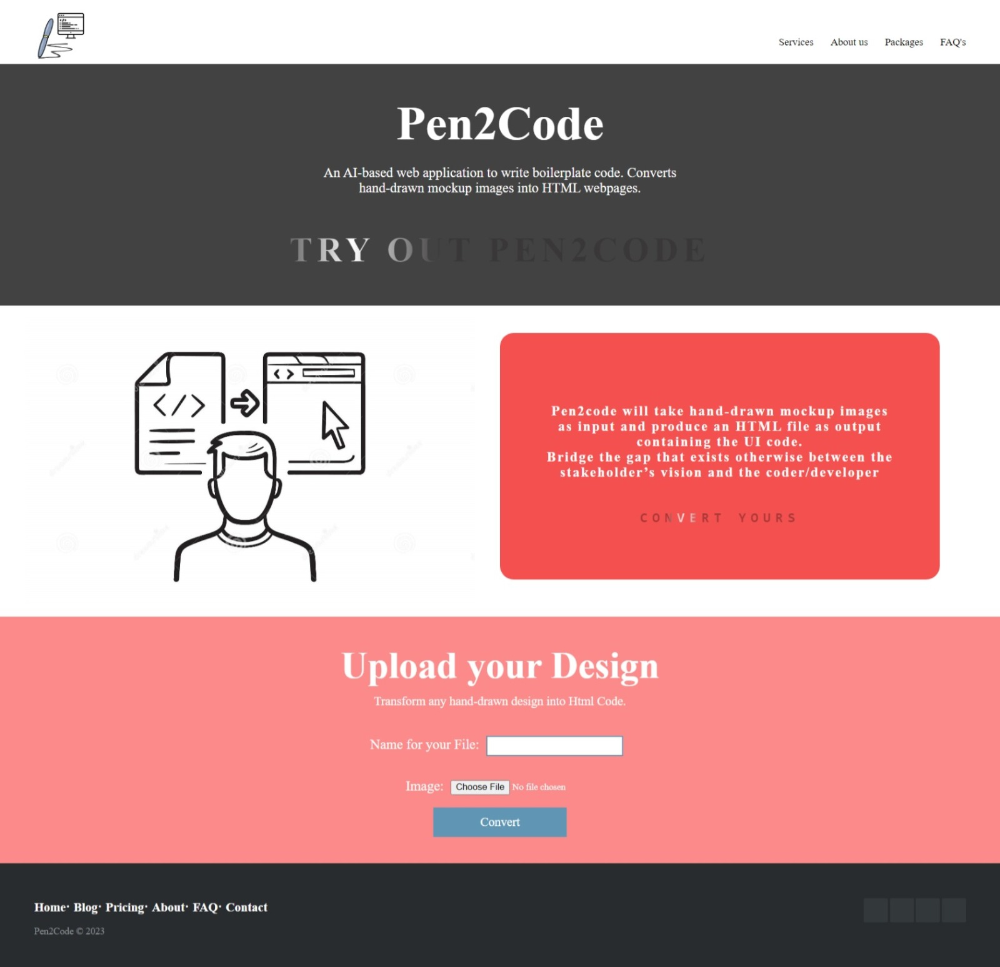 Services About us Packages FAQ's
Pen2Code
An AI-based web application to write boilerplate code. Converts
hand-drawn mockup images into HTML webpages.
TRY OUT PEN2CODE
Pen2code will take hand-drawn mockup images
as input and produce an HTML file as output
containing the UI code.
Bridge the gap that exists otherwise between the
stakeholder’s vision and the coder/developer
CONVERT YOURS
Upload your Design
Transform any hand-drawn design into Html Code.
Name for your File:
Image: Choose File No file chosen
Convert
Home· Blog· Pricing· About· FAQ· Contact
Pen2Code © 2023